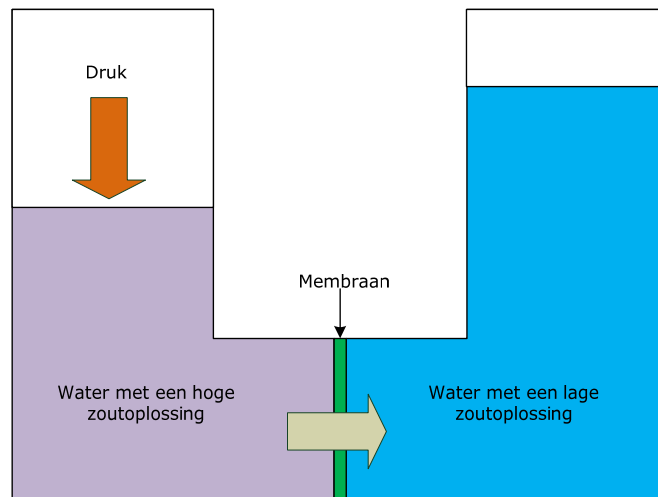 Druk
Membraan
Water met een hoge
zoutoplossing
Water met een lage
zoutoplossing